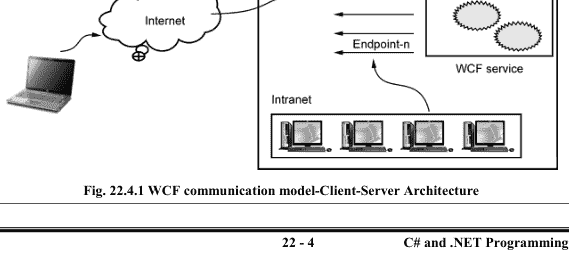 Internet
Endpoint-n
WCF service
Intranet
Fig. 22.4.1 WCF communication model-Client-Server Architecture
22 - 4
C# and .NET Programming